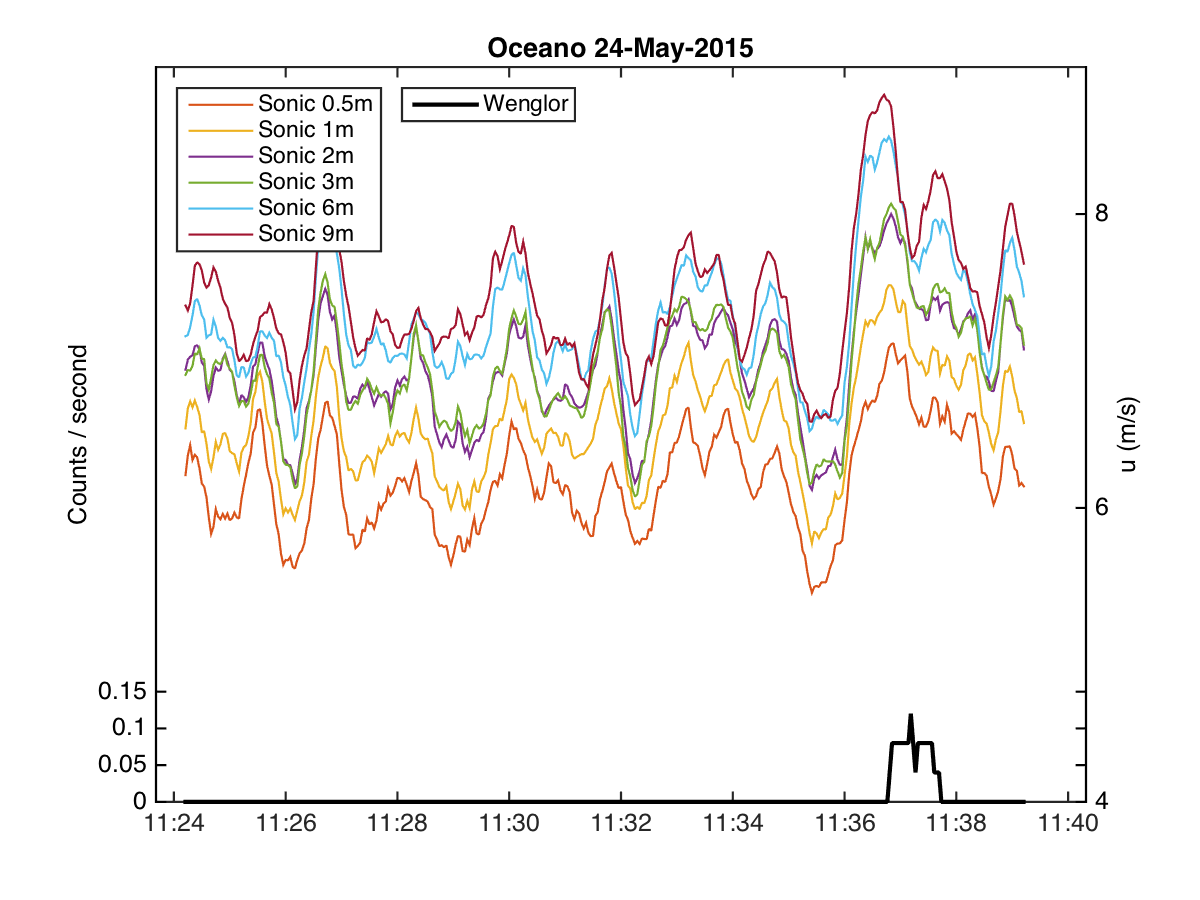 Oceano 24-May-2015
Sonic 0.5m
Sonic 1m
Sonic 2m
Sonic 3m
Sonic 6m
Sonic 9m
Wenglor
Counts / second
0.15
0.1
0.05
0
8
6
4
u (m/s)
11:24 11:26 11:28 11:30 11:32 11:34 11:36 11:38 11:40